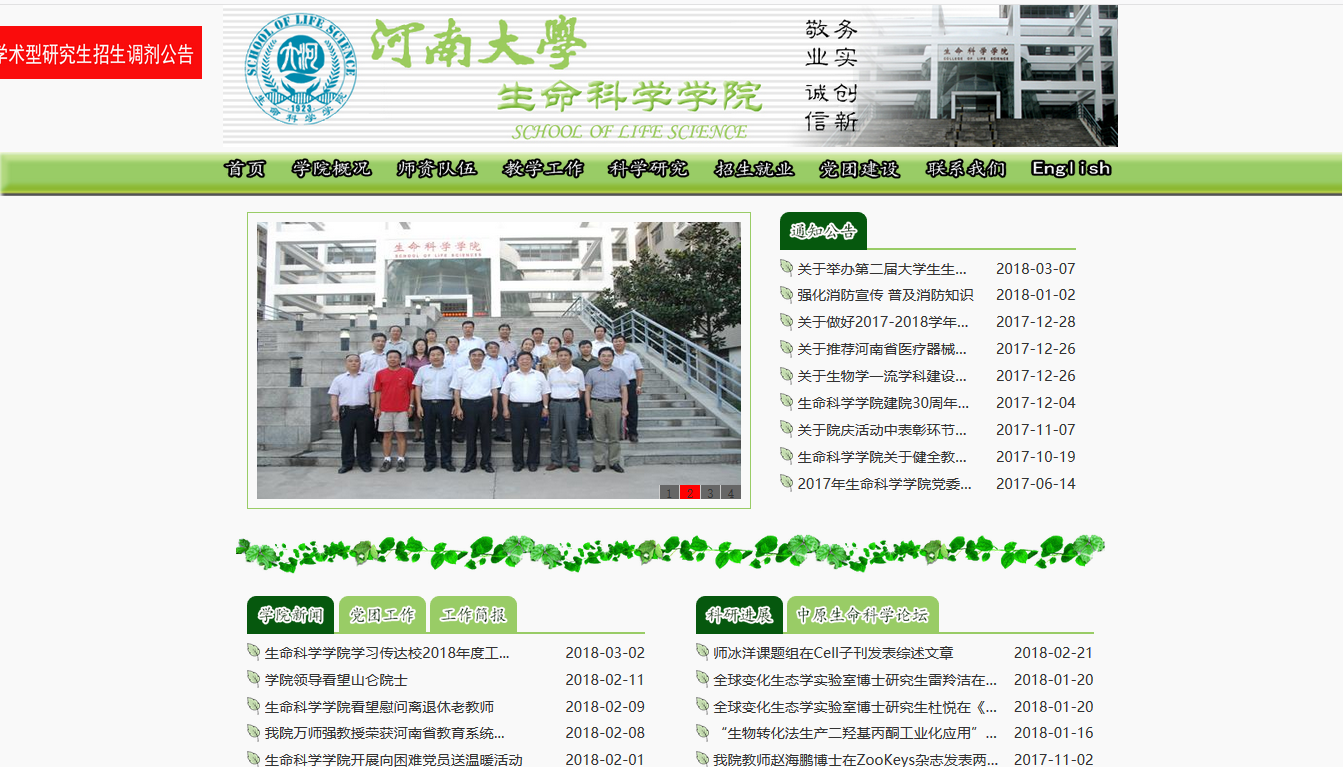 学术型研究生招生调剂公告
SCHOOL OF LIFE SCIENCE
河大
1923
生命科学学院
河南大學
生命科学学院
SCHOOL OF LIFE SCIENCE
敬业 务实
诚信 创新
生命科学学院
COLLEGE OF LIFE SCIENCE
首页 学院概况 师资队伍 教学工作 科学研究 招生就业 党团建设 联系我们 English
生命科学学院
SCHOOL OF LIFE SCIENCES
1 2 3 4
通知公告
关于举办第二届大学生生... 2018-03-07
强化消防宣传 普及消防知识 2018-01-02
关于做好2017-2018学年... 2017-12-28
关于推荐河南省医疗器械... 2017-12-26
关于生物学一流学科建设... 2017-12-26
生命科学学院建院30周年... 2017-12-04
关于院庆活动中表彰环节... 2017-11-07
生命科学学院关于健全教... 2017-10-19
2017年生命科学学院党委... 2017-06-14
学院新闻 党团工作 工作简报
生命科学学院学习传达校2018年度工... 2018-03-02
学院领导看望山仑院士 2018-02-11
生命科学学院看望慰问离退休老教师 2018-02-09
我院万师强教授荣获河南省教育系统... 2018-02-08
生命科学学院开展向困难党员送温暖活动 2018-02-01
科研进展 中原生命科学论坛
师冰洋课题组在Cell子刊发表综述文章 2018-02-21
全球变化生态学实验室博士研究生雷羚洁在... 2018-01-20
全球变化生态学实验室博士研究生杜悦在《... 2018-01-20
“生物转化法生产二羟基丙酮工业化应用”... 2018-01-16
我院教师赵海鹏博士在ZooKeys杂志发表两... 2017-11-02